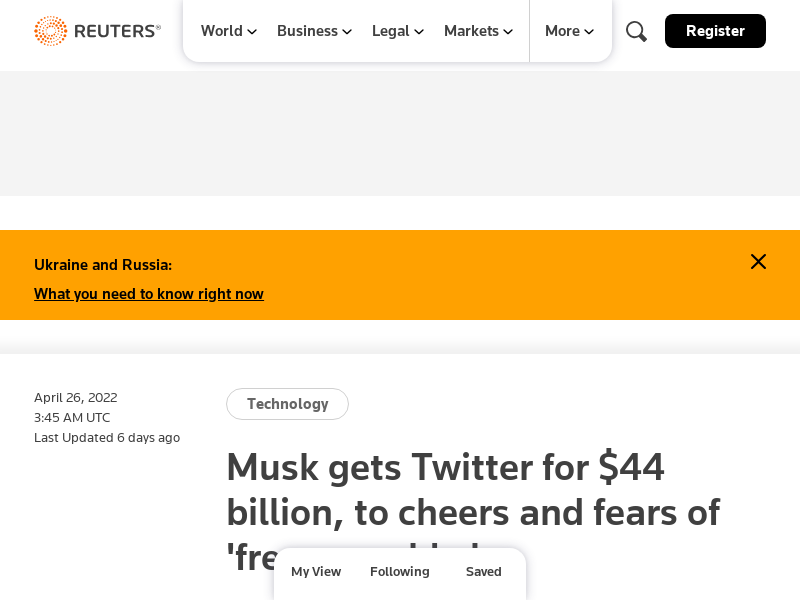 REUTERS®
World
Business
Legal
Markets
More
Register
Ukraine and Russia:
What you need to know right now
April 26, 2022
3:45 AM UTC
Last Updated 6 days ago
Technology
Musk gets Twitter for $44
billion, to cheers and fears of
My View
Following
Saved